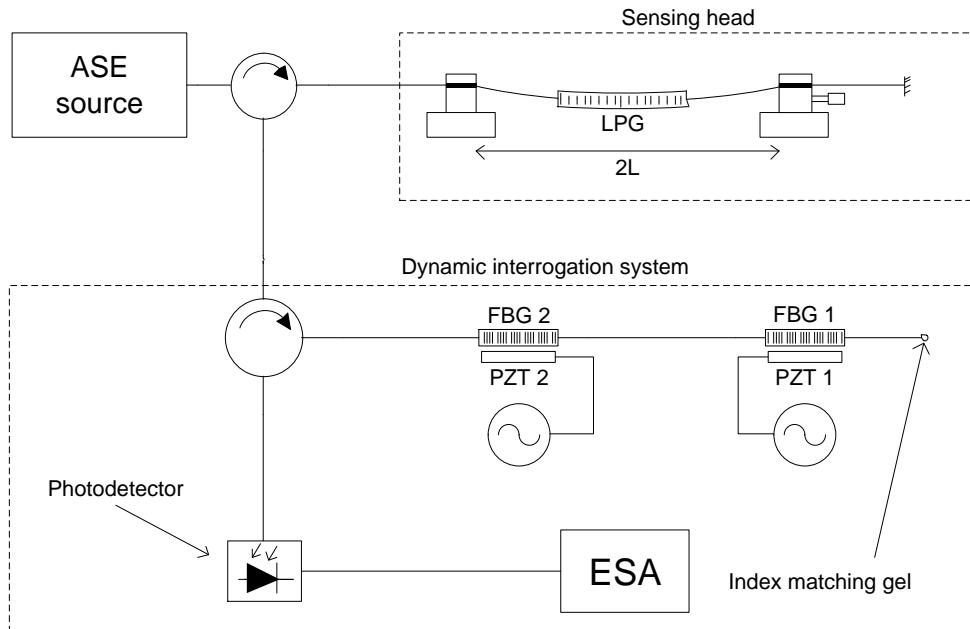 Sensing head
ASE
source
LPG
2L
Dynamic interrogation system
FBG 2
FBG 1
PZT 2
PZT 1
Photodetector
ESA
Index matching gel